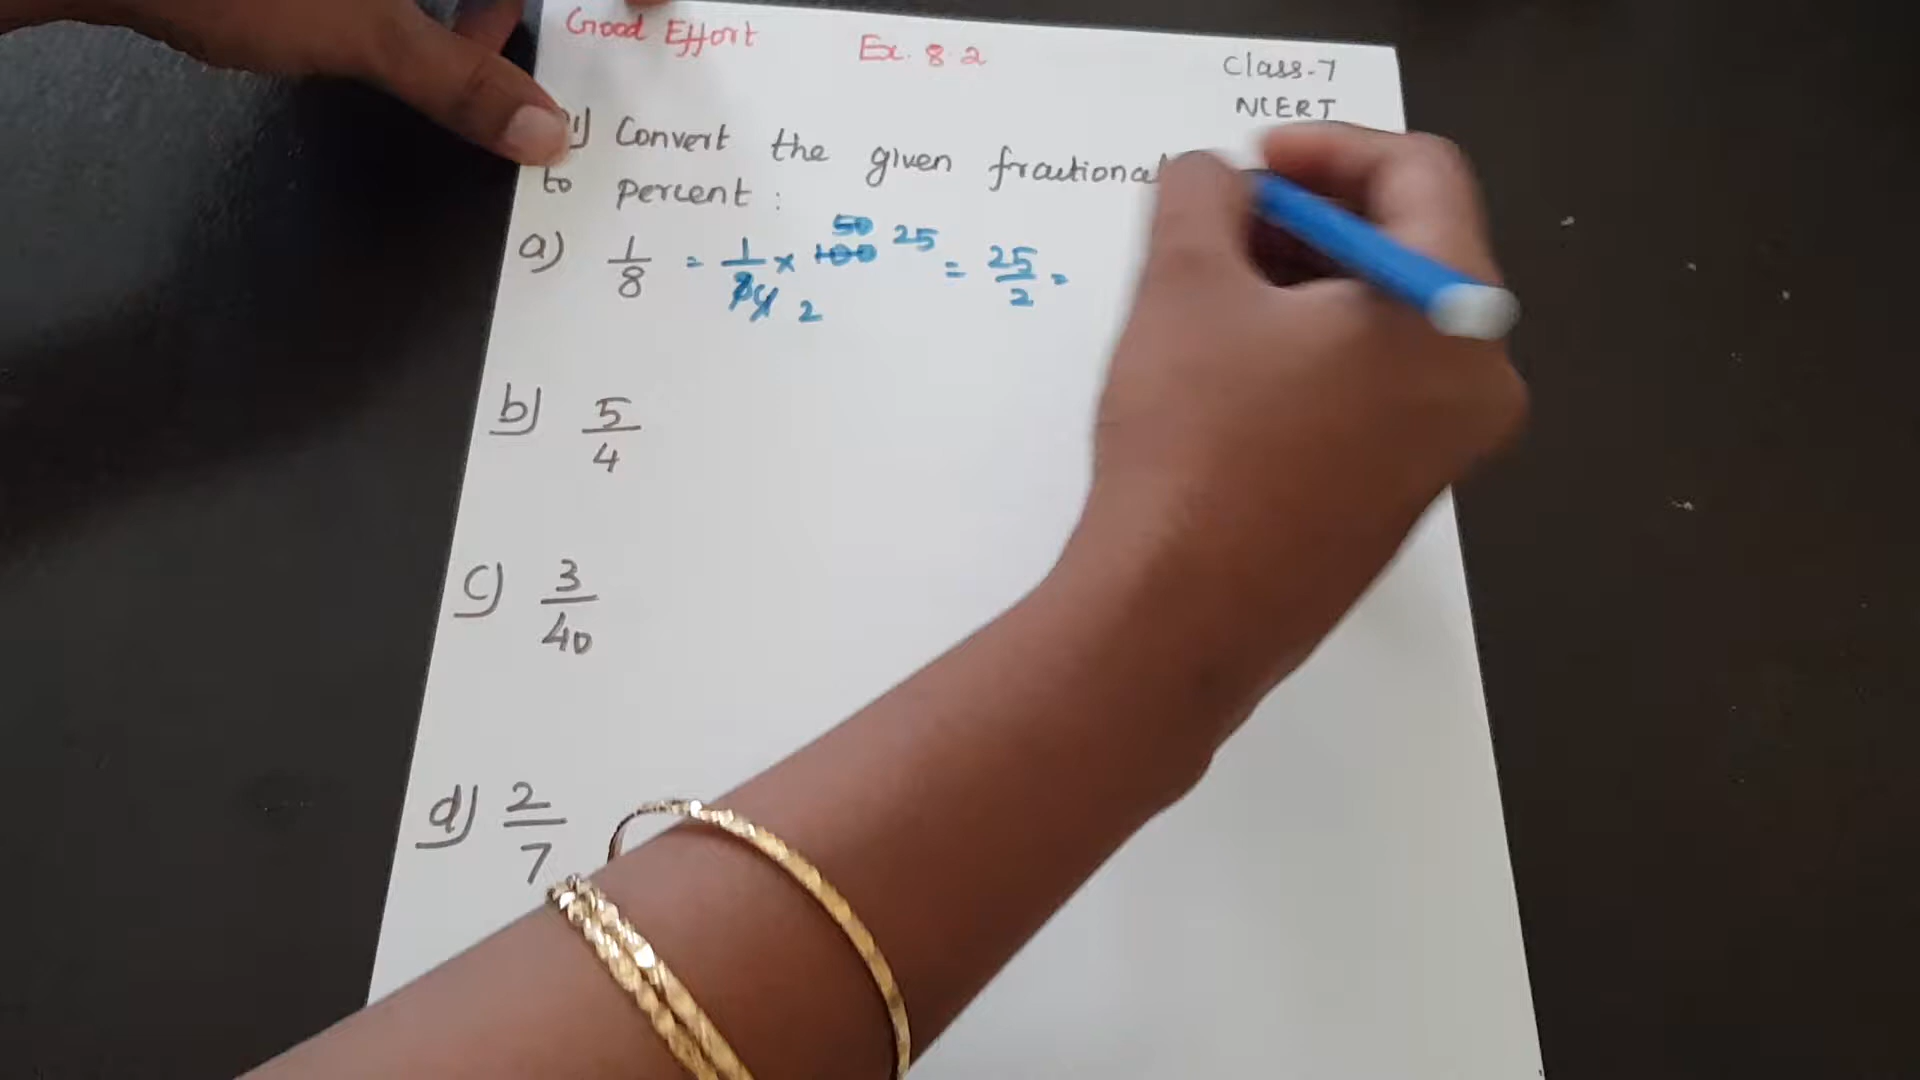 Good Effort Ex. 8.2 Class-7
NCERT
1) Convert the given fractional
to percent :
a) 1/8 = 1/8 4 2 × 100 50 25 = 25/2 =
b) 5/4
c) 3/40
d) 2/7